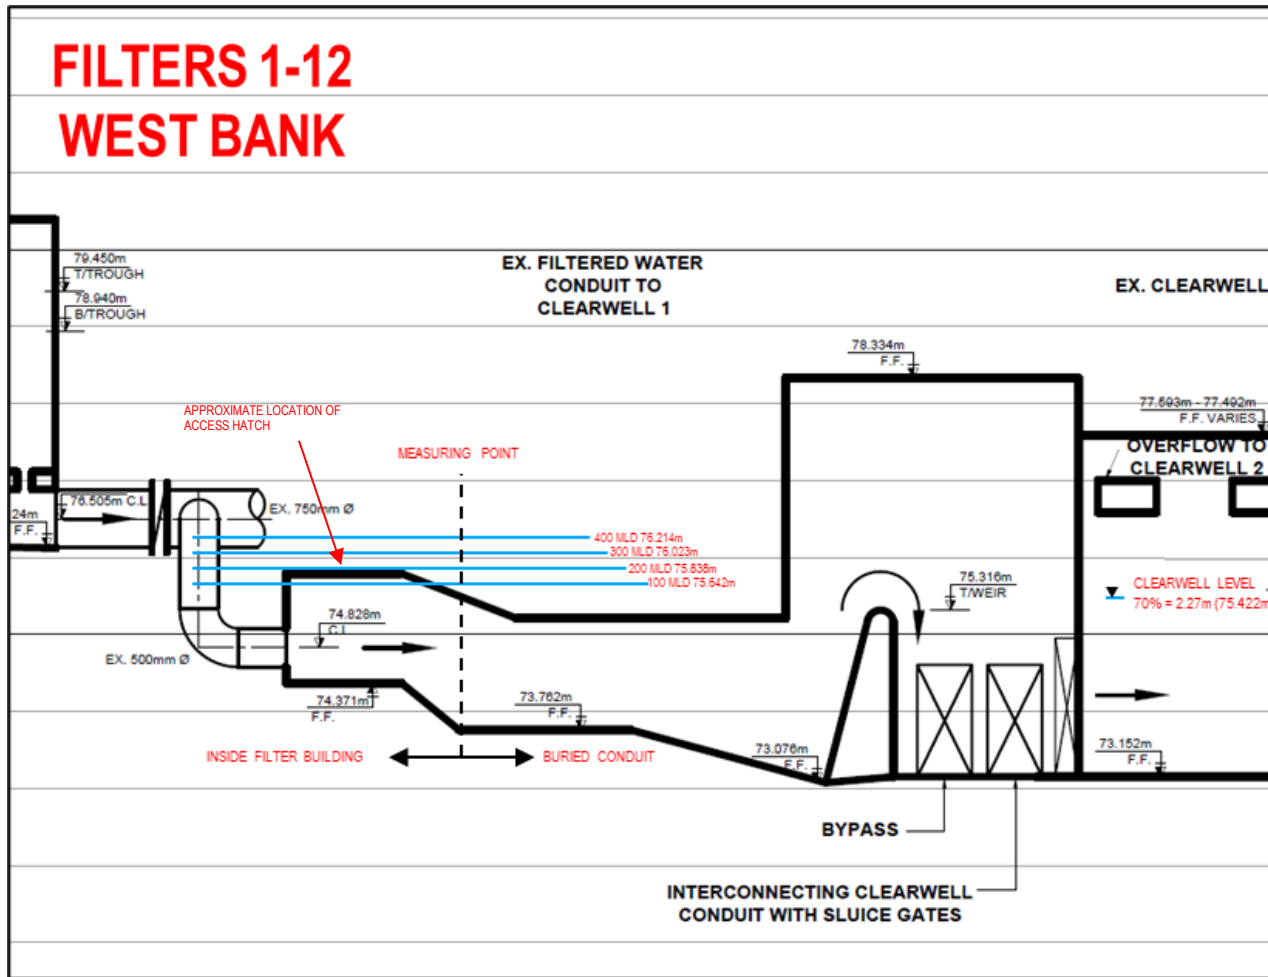 FILTERS 1-12
WEST BANK
79.450m
T/TROUGH
78.940m
B/TROUGH
EX. FILTERED WATER
CONDUIT TO
CLEARWELL 1
EX. CLEARWELL
78.334m
F.F.
77.593m - 77.492m
F.F. VARIES
OVERFLOW TO
CLEARWELL 2
APPROXIMATE LOCATION OF
ACCESS HATCH
MEASURING POINT
76.505m C.L
EX. 750mm Ø
24m
F.F.
400 MLD 76.214m
300 MLD 76.023m
200 MLD 75.838m
100 MLD 75.642m
75.316m
T/WEIR
CLEARWELL LEVEL
70% = 2.27m (75.422m
74.828m
C.L
EX. 500mm Ø
74.371m
F.F.
73.762m
F.F.
INSIDE FILTER BUILDING
BURIED CONDUIT
73.076m
F.F.
73.152m
F.F.
BYPASS
INTERCONNECTING CLEARWELL
CONDUIT WITH SLUICE GATES